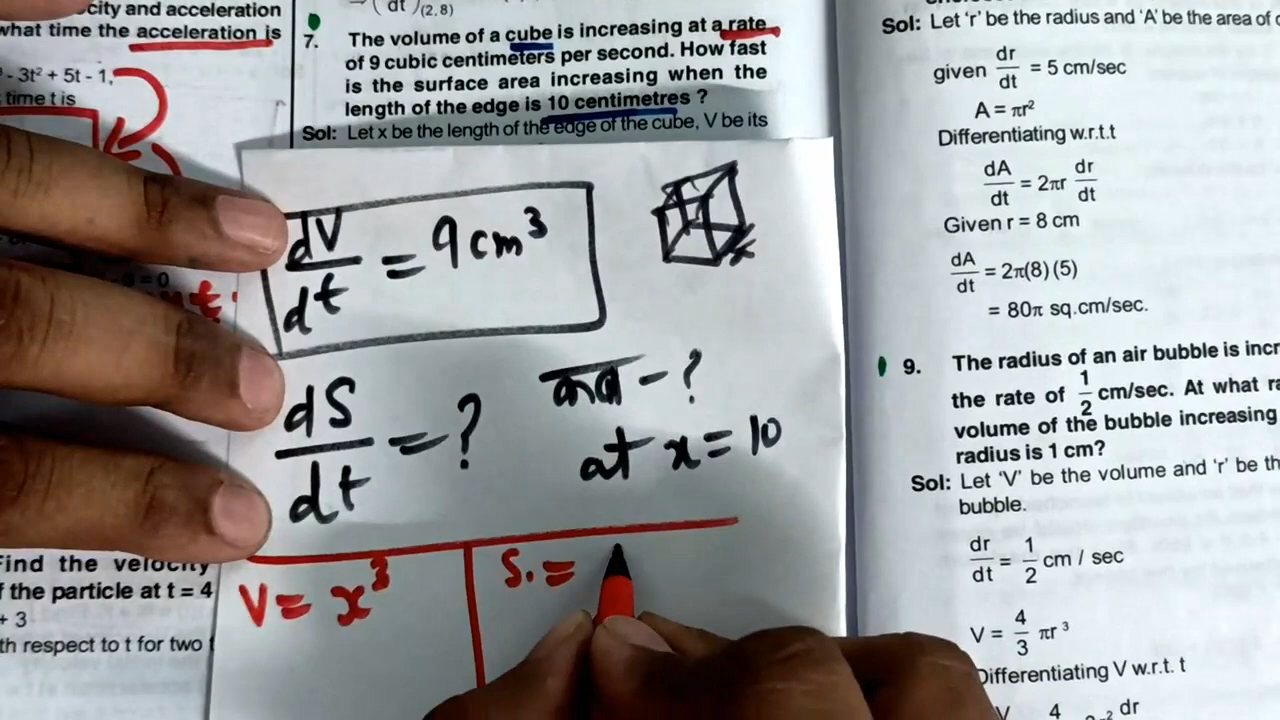 city and acceleration
what time the acceleration is
- 3t² + 5t - 1,
time t is
Find the velocity
f the particle at t = 4
+ 3
th respect to t for two
dt (2,8)
7. The volume of a cube is increasing at a rate
of 9 cubic centimeters per second. How fast
is the surface area increasing when the
length of the edge is 10 centimetres ?
Sol: Let x be the length of the edge of the cube, V be its
dV/dt = 9 cm³
x
dS/dt = ?
- ?
at x = 10
V = x³
S. =
Sol: Let 'r' be the radius and 'A' be the area of
given dr/dt = 5 cm/sec
A = πr²
Differentiating w.r.t.t
dA/dt = 2πr dr/dt
Given r = 8 cm
dA/dt = 2π(8) (5)
= 80π sq.cm/sec.
9. The radius of an air bubble is incr
the rate of 1/2 cm/sec. At what ra
volume of the bubble increasing
radius is 1 cm?
Sol: Let 'V' be the volume and 'r' be th
bubble.
dr/dt = 1/2 cm / sec
V = 4/3 πr³
Differentiating V w.r.t. t
V 4 dr